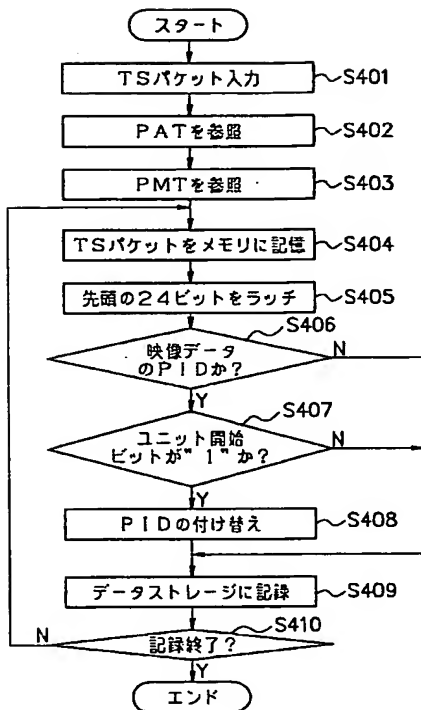 スタート
TSパケット入力
S401
PATを参照
S402
PMTを参照
S403
TSパケットをメモリに記憶
S404
先頭の24ビットをラッチ
S405
S406
映像データ
のPIDか?
N
Y
S407
ユニット開始
ビットが"1"か?
N
Y
PIDの付け替え
S408
データストレージに記録
S409
S410
N
記録終了?
Y
エンド